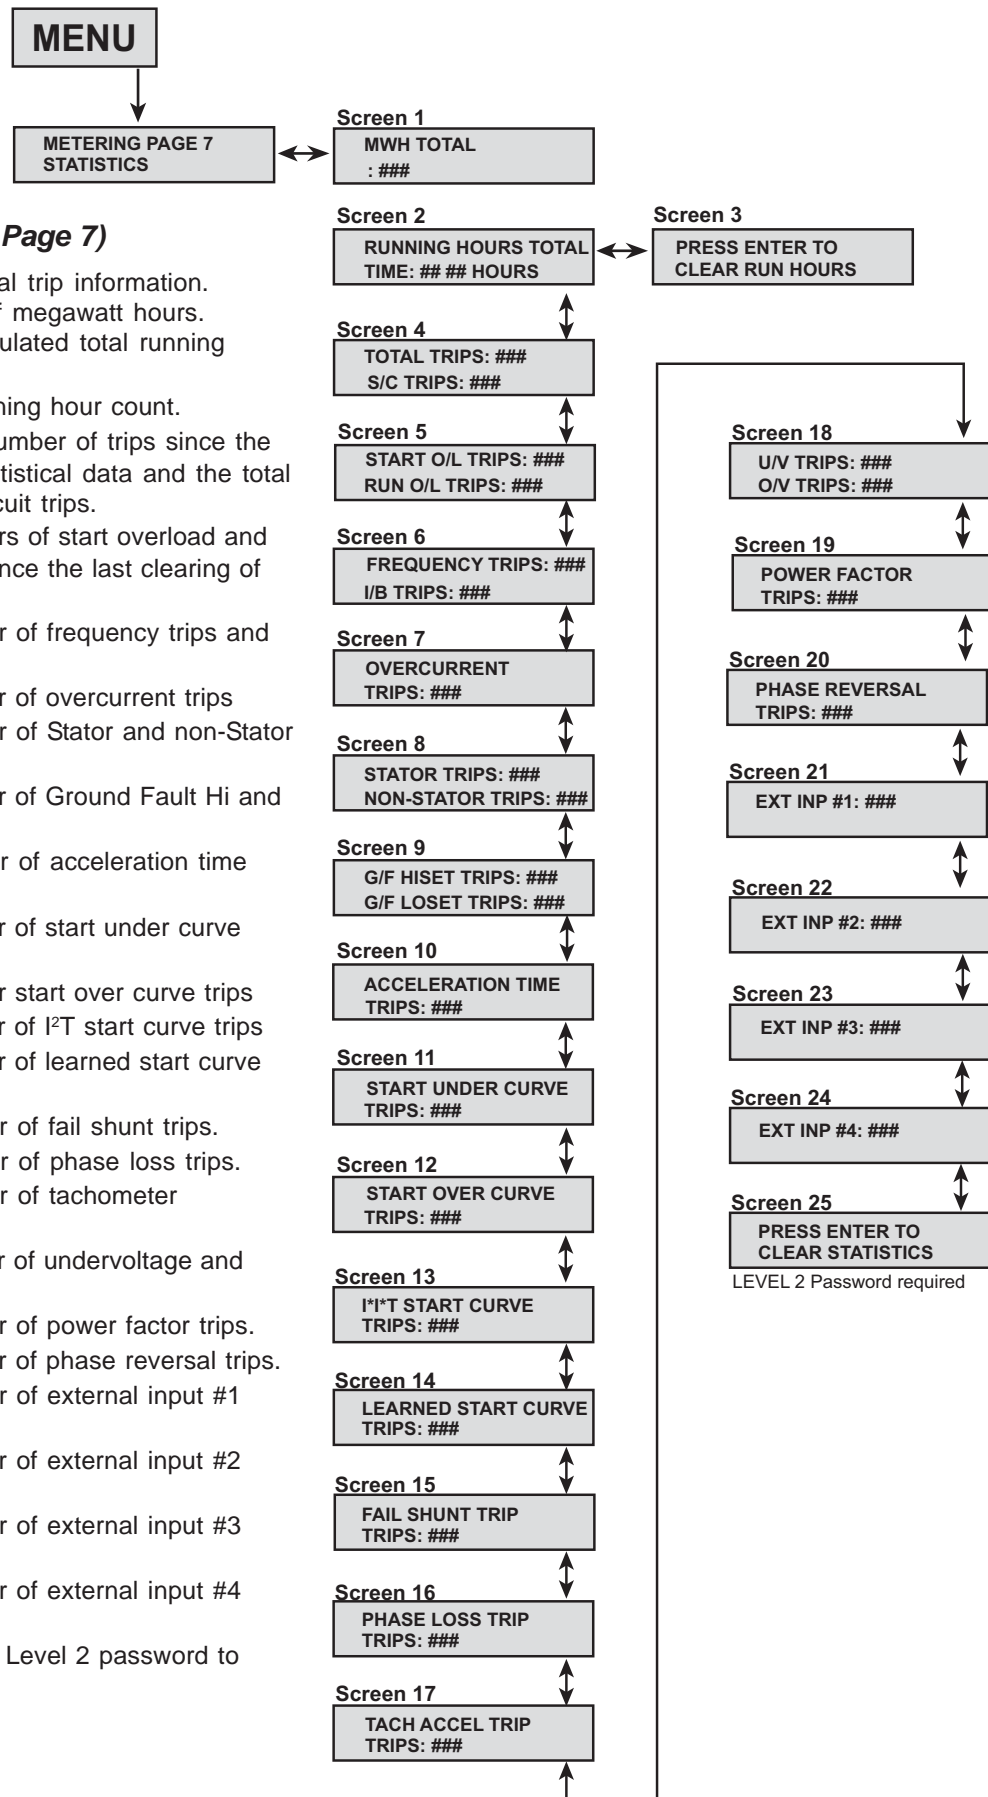 MENU
METERING PAGE 7
STATISTICS
Screen 1
MWH TOTAL
: ###
Page 7)
al trip information.
f megawatt hours.
ulated total running
ning hour count.
umber of trips since the
tistical data and the total
cuit trips.
rs of start overload and
nce the last clearing of
r of frequency trips and
r of overcurrent trips
r of Stator and non-Stator
r of Ground Fault Hi and
r of acceleration time
r of start under curve
r start over curve trips
r of I²T start curve trips
r of learned start curve
r of fail shunt trips.
r of phase loss trips.
r of tachometer
r of undervoltage and
r of power factor trips.
r of phase reversal trips.
r of external input #1
r of external input #2
r of external input #3
r of external input #4
Level 2 password to
Screen 2
RUNNING HOURS TOTAL
TIME: ## ## HOURS
Screen 3
PRESS ENTER TO
CLEAR RUN HOURS
Screen 4
TOTAL TRIPS: ###
S/C TRIPS: ###
Screen 5
START O/L TRIPS: ###
RUN O/L TRIPS: ###
Screen 6
FREQUENCY TRIPS: ###
I/B TRIPS: ###
Screen 7
OVERCURRENT
TRIPS: ###
Screen 8
STATOR TRIPS: ###
NON-STATOR TRIPS: ###
Screen 9
G/F HISET TRIPS: ###
G/F LOSET TRIPS: ###
Screen 10
ACCELERATION TIME
TRIPS: ###
Screen 11
START UNDER CURVE
TRIPS: ###
Screen 12
START OVER CURVE
TRIPS: ###
Screen 13
I*I*T START CURVE
TRIPS: ###
Screen 14
LEARNED START CURVE
TRIPS: ###
Screen 15
FAIL SHUNT TRIP
TRIPS: ###
Screen 16
PHASE LOSS TRIP
TRIPS: ###
Screen 17
TACH ACCEL TRIP
TRIPS: ###
Screen 18
U/V TRIPS: ###
O/V TRIPS: ###
Screen 19
POWER FACTOR
TRIPS: ###
Screen 20
PHASE REVERSAL
TRIPS: ###
Screen 21
EXT INP #1: ###
Screen 22
EXT INP #2: ###
Screen 23
EXT INP #3: ###
Screen 24
EXT INP #4: ###
Screen 25
PRESS ENTER TO
CLEAR STATISTICS
LEVEL 2 Password required